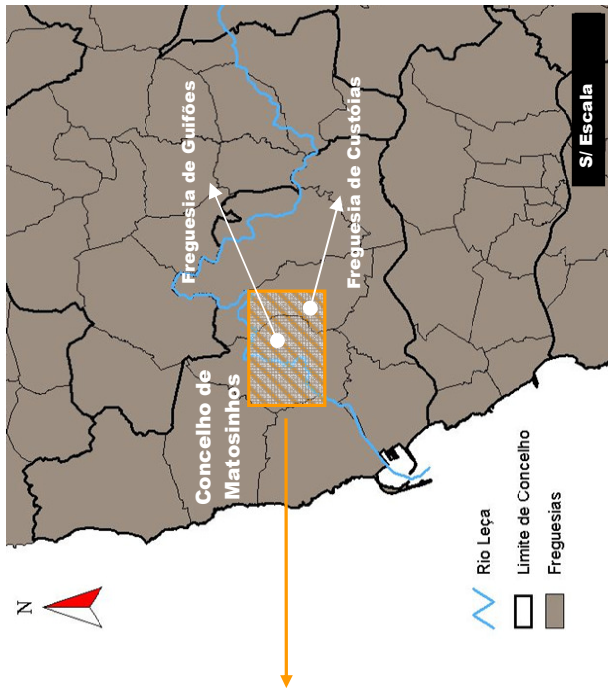 N
Concelho de
Matosinhos
Freguesia de Guifões
Freguesia de Custóias
Rio Leça
Limite de Concelho
Freguesias
S/ Escala